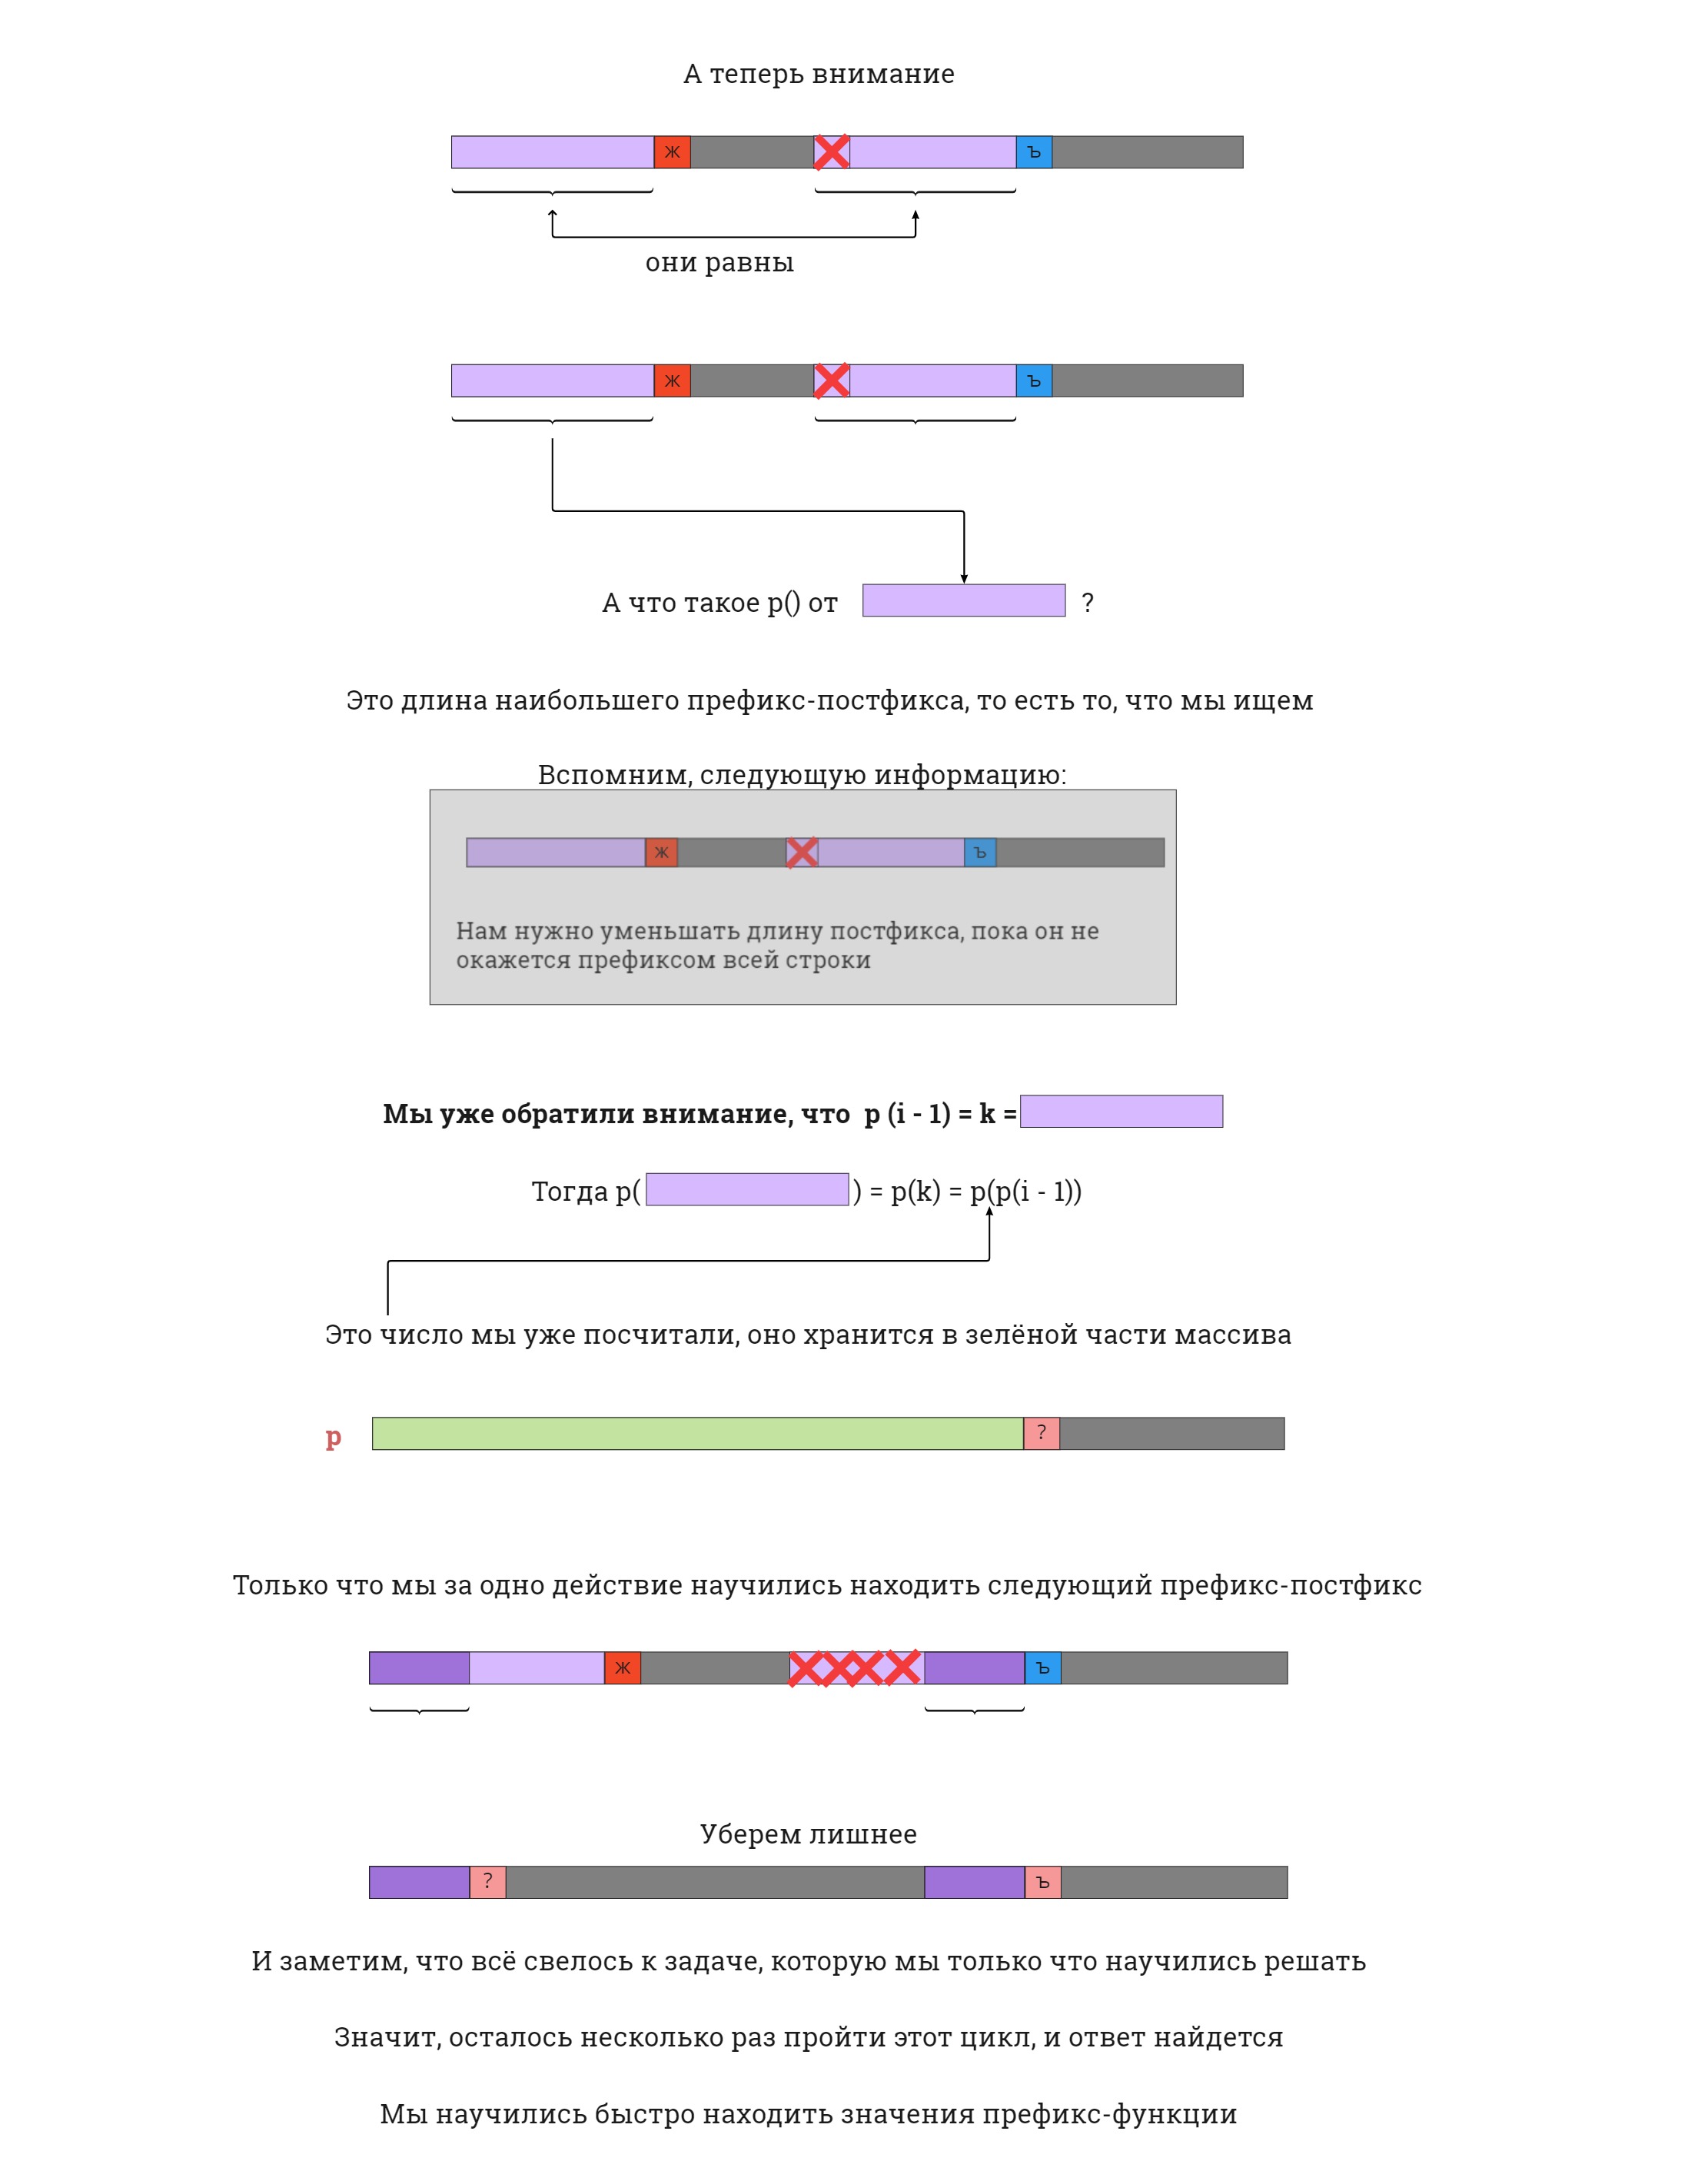 А теперь внимание
Ж Ъ
они равны
Ж Ъ
А что такое p() от ?
Это длина наибольшего префикс-постфикса, то есть то, что мы ищем
Вспомним, следующую информацию:
Ж Ъ
Нам нужно уменьшать длину постфикса, пока он не
окажется префиксом всей строки
Мы уже обратили внимание, что p (i - 1) = k =
Тогда p( ) = p(k) = p(p(i - 1))
Это число мы уже посчитали, оно хранится в зелёной части массива
p ?
Только что мы за одно действие научились находить следующий префикс-постфикс
Ж Ъ
Уберем лишнее
? Ъ
И заметим, что всё свелось к задаче, которую мы только что научились решать
Значит, осталось несколько раз пройти этот цикл, и ответ найдется
Мы научились быстро находить значения префикс-функции